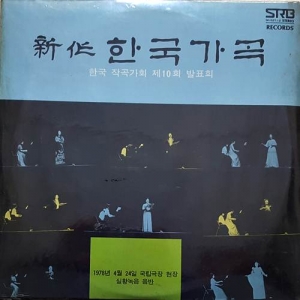 SRB
RECORDS
新作 한국가곡
한국 작곡가회 제10회 발표회
1979년 4월 24일 국립극장 현장
실황녹음 음반